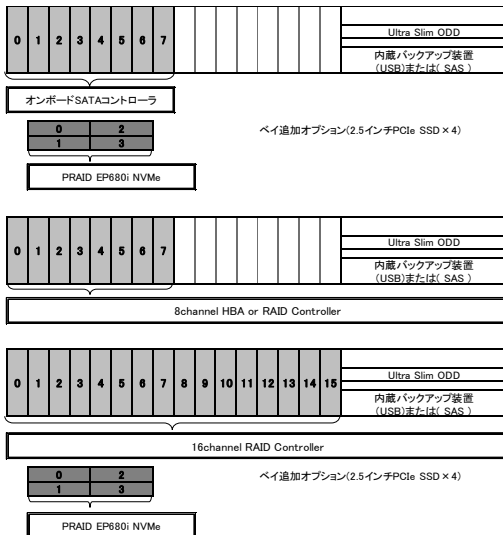 0 1 2 3 4 5 6 7
Ultra Slim ODD
内蔵バックアップ装置
(USB)または( SAS )
オンボードSATAコントローラ
0 2
1 3
ベイ追加オプション(2.5インチPCIe SSD×4)
PRAID EP680i NVMe
0 1 2 3 4 5 6 7
Ultra Slim ODD
内蔵バックアップ装置
(USB)または( SAS )
8channel HBA or RAID Controller
0 1 2 3 4 5 6 7 8 9 10 11 12 13 14 15
Ultra Slim ODD
内蔵バックアップ装置
(USB)または( SAS )
16channel RAID Controller
0 2
1 3
ベイ追加オプション(2.5インチPCIe SSD×4)
PRAID EP680i NVMe